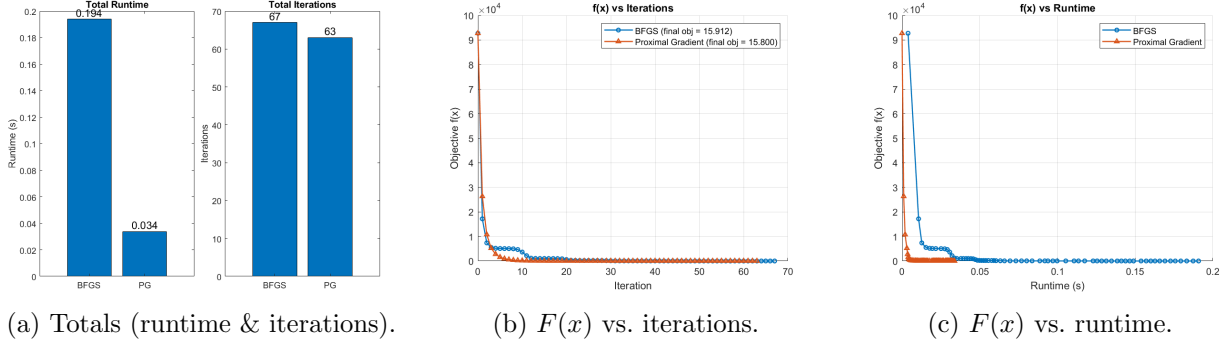 Total Runtime
0.194
0.034
0.2
0.18
0.16
0.14
0.12
0.1
0.08
0.06
0.04
0.02
0
Runtime (s)
BFGS PG
Total Iterations
67
63
70
60
50
40
30
20
10
0
Iterations
BFGS PG
(a) Totals (runtime & iterations).
f(x) vs Iterations
×10⁴
10
9
8
7
6
5
4
3
2
1
0
Objective f(x)
BFGS (final obj = 15.912)
Proximal Gradient (final obj = 15.800)
0 10 20 30 40 50 60 70
Iteration
(b) F(x) vs. iterations.
f(x) vs Runtime
×10⁴
10
9
8
7
6
5
4
3
2
1
0
Objective f(x)
BFGS
Proximal Gradient
0 0.05 0.1 0.15 0.2
Runtime (s)
(c) F(x) vs. runtime.